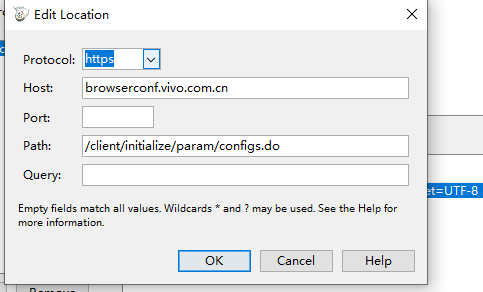 Edit Location
Protocol: https
Host: browserconf.vivo.com.cn
Port:
Path: /client/initialize/param/configs.do
Query:
et=UTF-8
Empty fields match all values. Wildcards * and ? may be used. See the Help for
more information.
OK Cancel Help
Remove